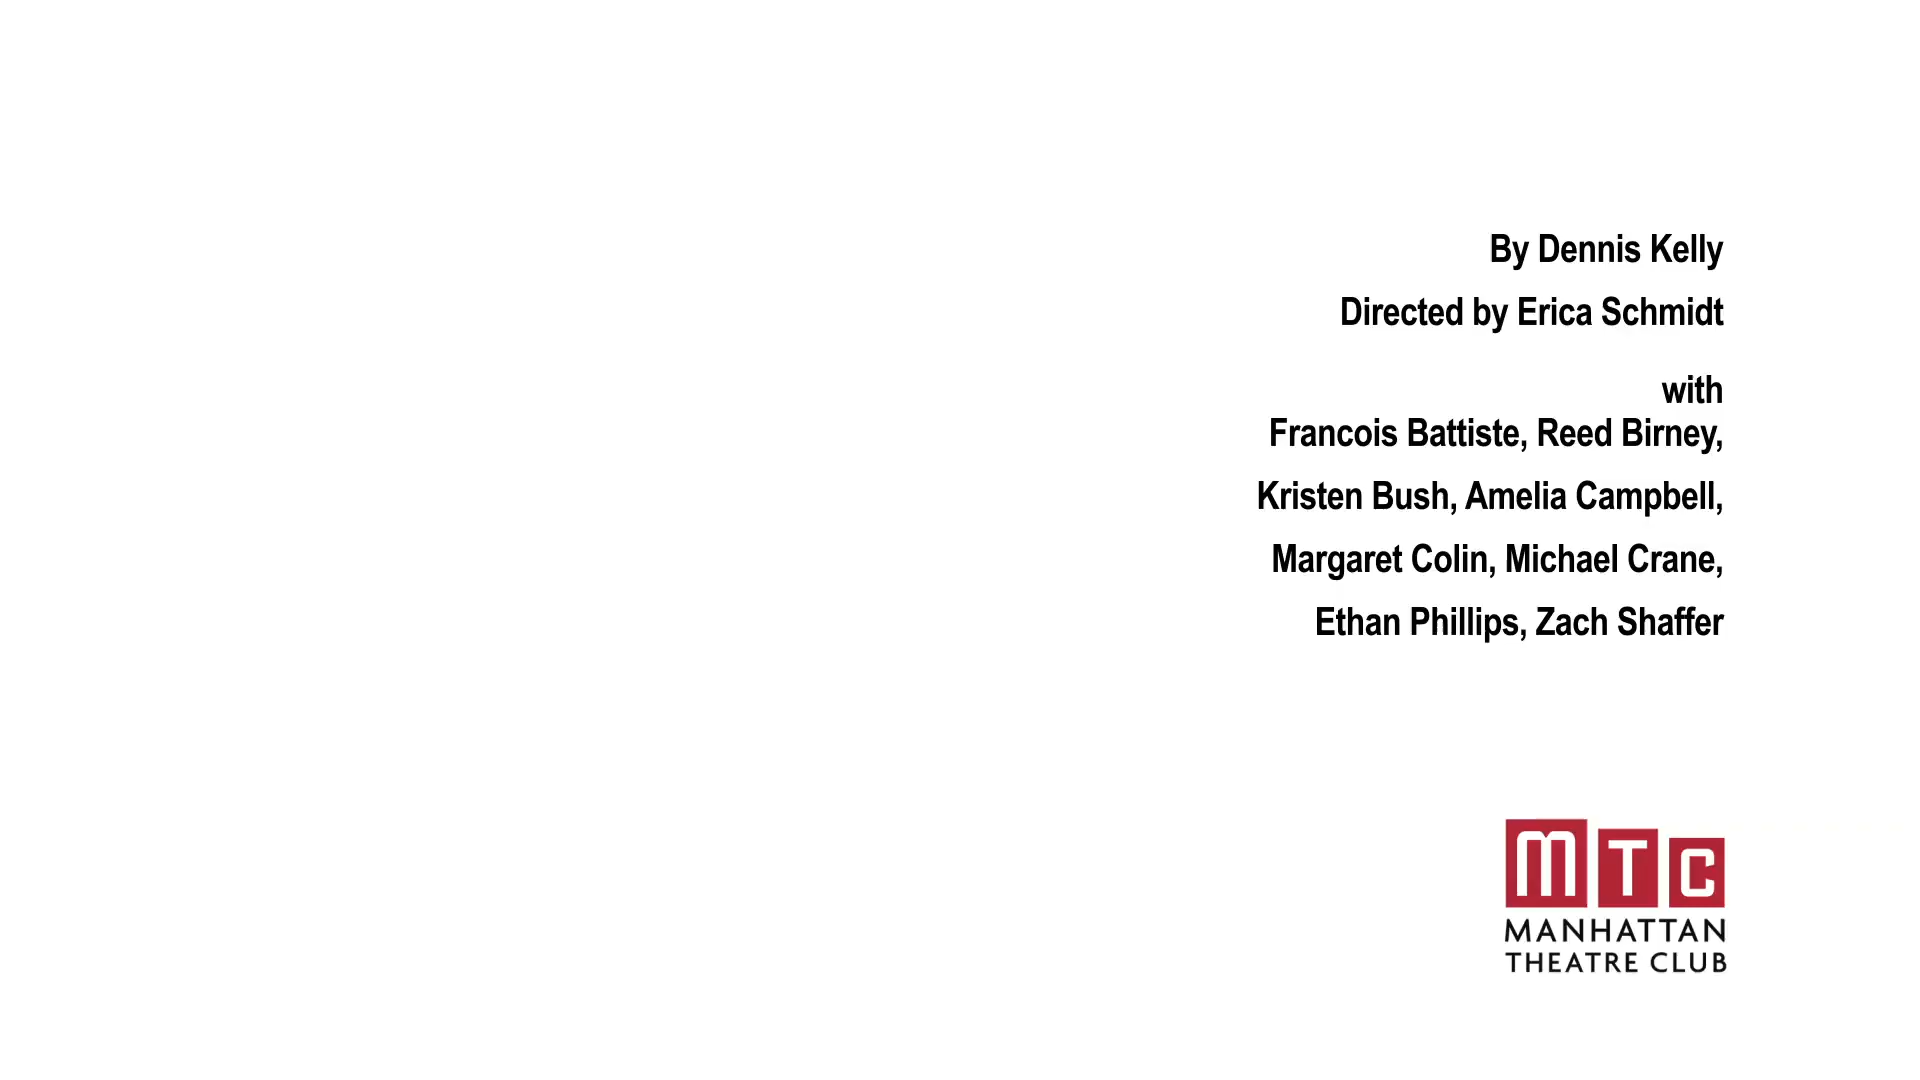 By Dennis Kelly
Directed by Erica Schmidt
with
Francois Battiste, Reed Birney,
Kristen Bush, Amelia Campbell,
Margaret Colin, Michael Crane,
Ethan Phillips, Zach Shaffer
MTC
MANHATTAN
THEATRE CLUB